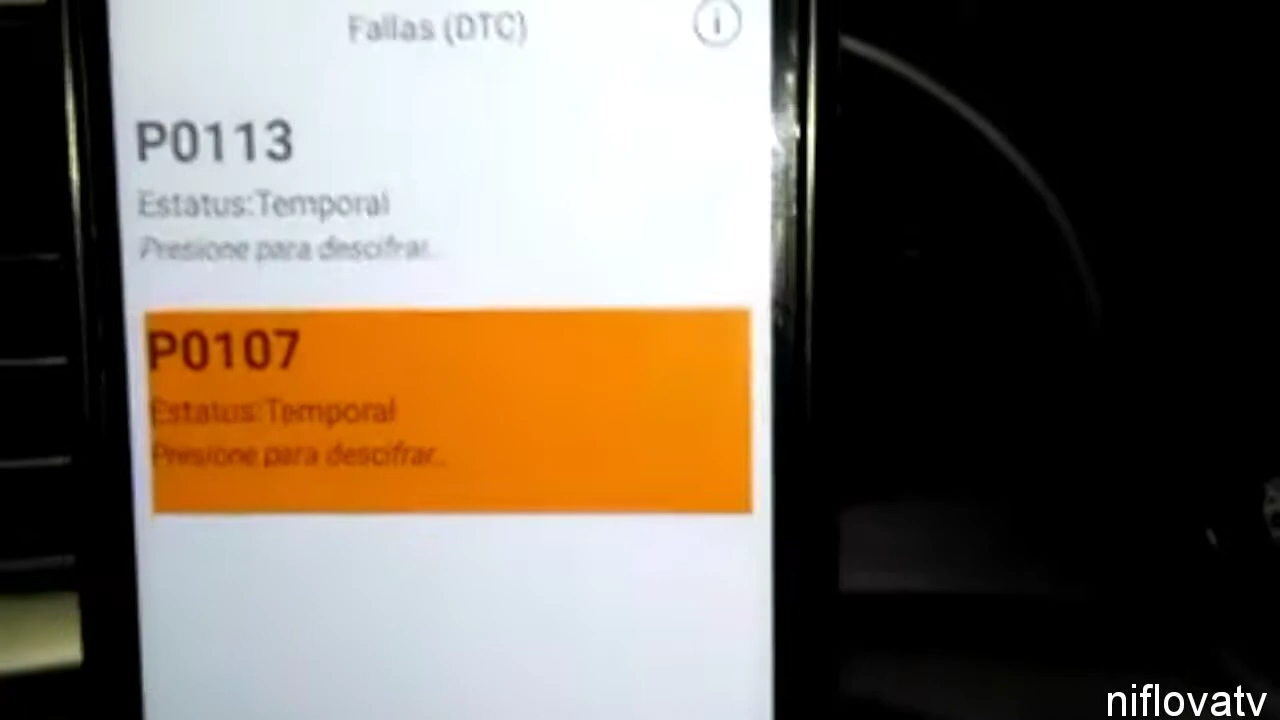 Fallas (DTC)
i
P0113
Estatus:Temporal
Presione para descifrar..
P0107
Estatus:Temporal
Presione para descifrar..
niflovatv